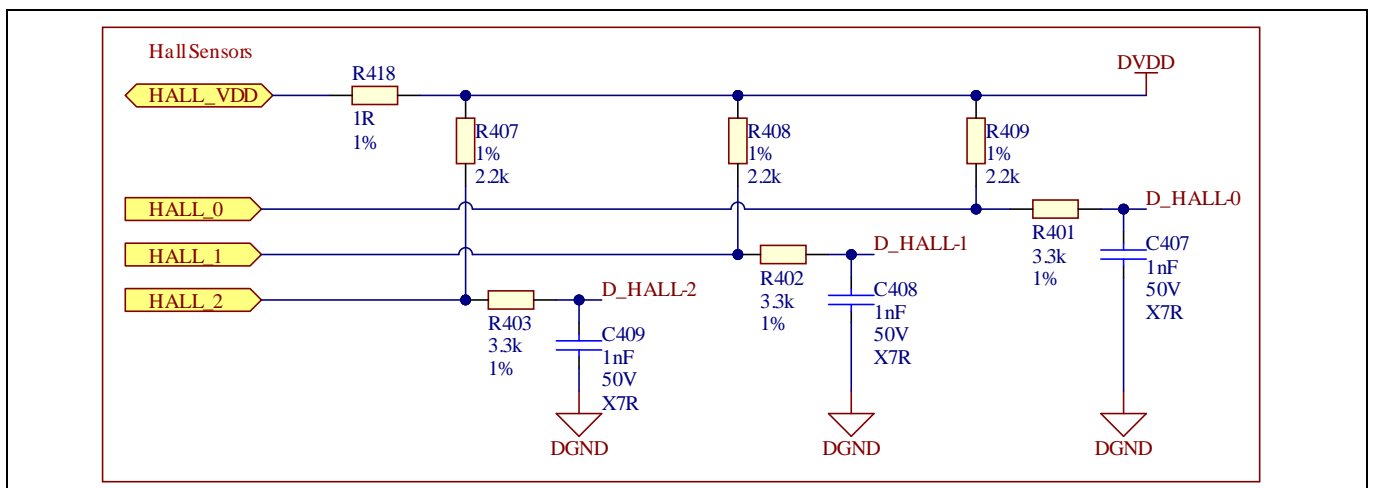 Hall Sensors
DVDD
R418
HALL_VDD
1R
1%
R407
1%
2.2k
R408
1%
2.2k
R409
1%
2.2k
HALL_0
D_HALL-0
R401
3.3k
1%
C407
1nF
50V
X7R
HALL_1
D_HALL-1
R402
3.3k
1%
C408
1nF
50V
X7R
HALL_2
D_HALL-2
R403
3.3k
1%
C409
1nF
50V
X7R
DGND
DGND
DGND